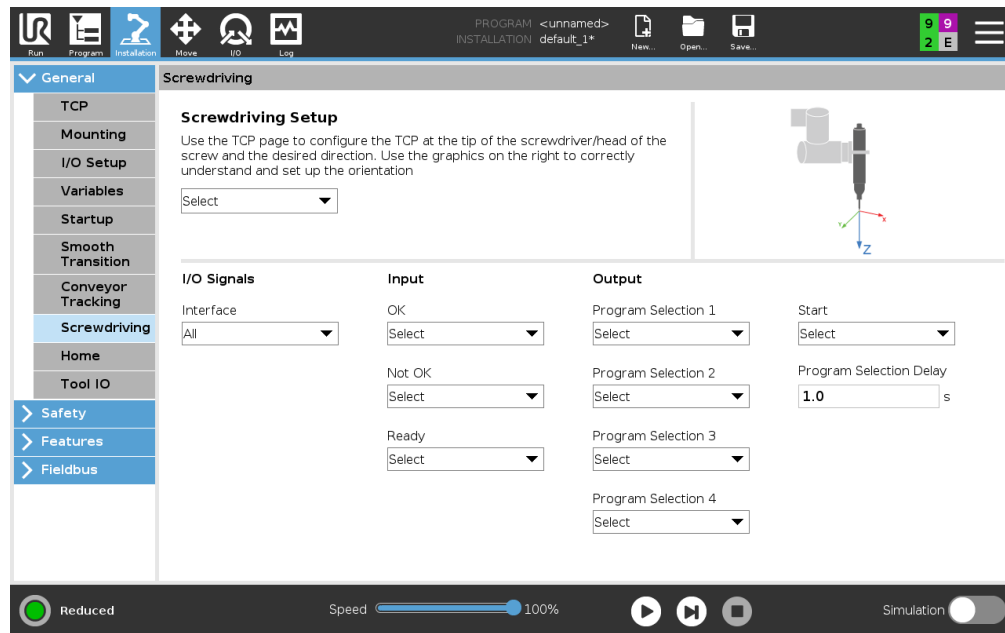 UR
Run
Program
Installation
Move
I/O
Log
PROGRAM <unnamed>
INSTALLATION default_1*
New...
Open...
Save...
9 9
2 E
General
TCP
Mounting
I/O Setup
Variables
Startup
Smooth
Transition
Conveyor
Tracking
Screwdriving
Home
Tool IO
Safety
Features
Fieldbus
Screwdriving
Screwdriving Setup
Use the TCP page to configure the TCP at the tip of the screwdriver/head of the
screw and the desired direction. Use the graphics on the right to correctly
understand and set up the orientation
Select
Y
X
Z
I/O Signals
Interface
All
Input
OK
Select
Not OK
Select
Ready
Select
Output
Program Selection 1
Select
Program Selection 2
Select
Program Selection 3
Select
Program Selection 4
Select
Start
Select
Program Selection Delay
1.0 s
Reduced
Speed 100%
Simulation